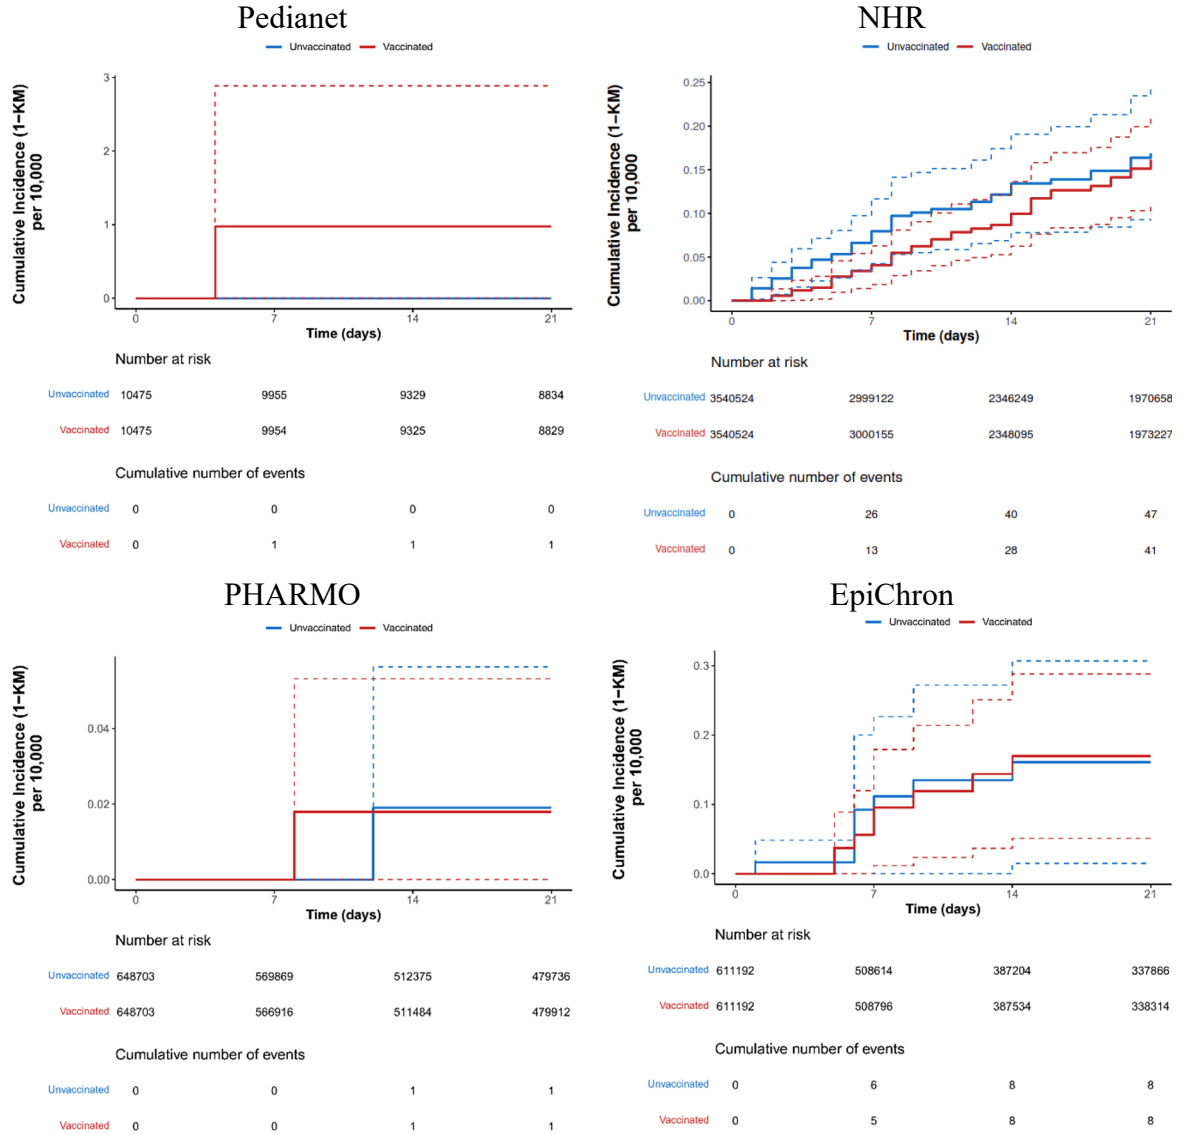 Pedianet
Unvaccinated Vaccinated
Cumulative Incidence (1−KM)
per 10,000
3
2
1
0
0 7 14 21
Time (days)
Number at risk
Unvaccinated 10475 9955 9329 8834
Vaccinated 10475 9954 9325 8829
Cumulative number of events
Unvaccinated 0 0 0 0
Vaccinated 0 1 1 1
NHR
Unvaccinated Vaccinated
Cumulative Incidence (1−KM)
per 10,000
0.25
0.20
0.15
0.10
0.05
0.00
0 7 14 21
Time (days)
Number at risk
Unvaccinated 3540524 2999122 2346249 1970658
Vaccinated 3540524 3000155 2348095 1973227
Cumulative number of events
Unvaccinated 0 26 40 47
Vaccinated 0 13 28 41
PHARMO
Unvaccinated Vaccinated
Cumulative Incidence (1−KM)
per 10,000
0.04
0.02
0.00
0 7 14 21
Time (days)
Number at risk
Unvaccinated 648703 569869 512375 479736
Vaccinated 648703 566916 511484 479912
Cumulative number of events
Unvaccinated 0 0 1 1
Vaccinated 0 0 1 1
EpiChron
Unvaccinated Vaccinated
Cumulative Incidence (1−KM)
per 10,000
0.3
0.2
0.1
0.0
0 7 14 21
Time (days)
Number at risk
Unvaccinated 611192 508614 387204 337866
Vaccinated 611192 508796 387534 338314
Cumulative number of events
Unvaccinated 0 6 8 8
Vaccinated 0 5 8 8